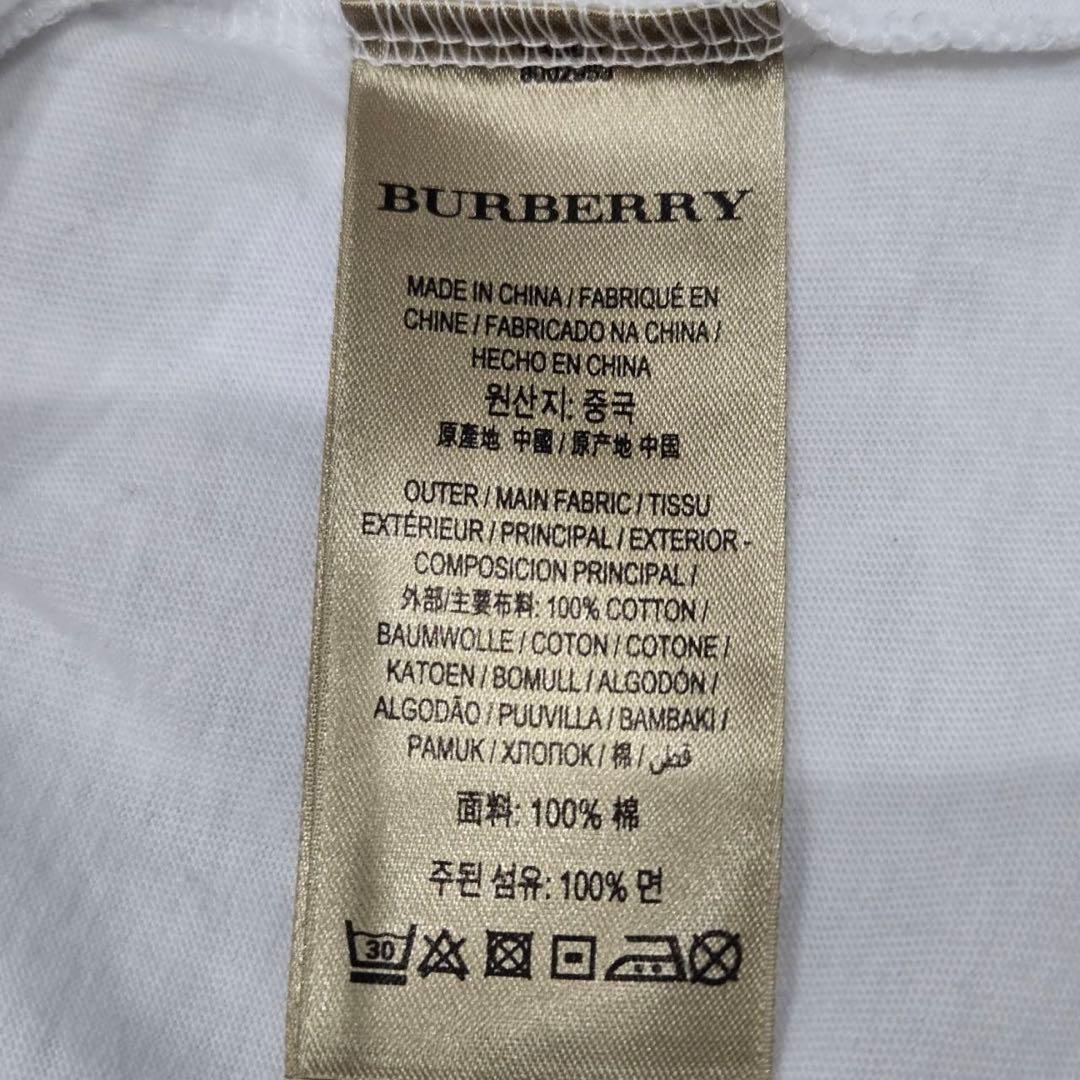 BURBERRY
MADE IN CHINA / FABRIQUÉ EN
CHINE / FABRICADO NA CHINA /
HECHO EN CHINA
원산지: 중국
原產地 中國 / 原产地 中国
OUTER / MAIN FABRIC / TISSU
EXTÉRIEUR / PRINCIPAL / EXTERIOR -
COMPOSICION PRINCIPAL /
外部/主要布料: 100% COTTON /
BAUMWOLLE / COTON / COTONE /
KATOEN / BOMULL / ALGODÓN /
ALGODÃO / PUUVILLA / BAMBAKI /
PAMUK / ХЛОПОК / 棉 / قطن
面料: 100% 棉
주된 섬유: 100% 면
30